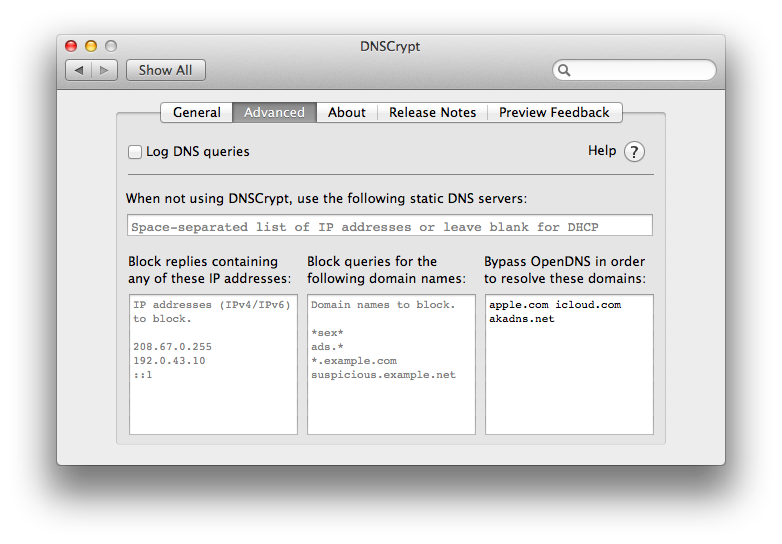 DNSCrypt
Show All
General Advanced About Release Notes Preview Feedback
Log DNS queries
Help ?
When not using DNSCrypt, use the following static DNS servers:
Space-separated list of IP addresses or leave blank for DHCP
Block replies containing
any of these IP addresses:
IP addresses (IPv4/IPv6)
to block.
208.67.0.255
192.0.43.10
::1
Block queries for the
following domain names:
Domain names to block.
*sex*
ads.*
*.example.com
suspicious.example.net
Bypass OpenDNS in order
to resolve these domains:
apple.com icloud.com
akadns.net